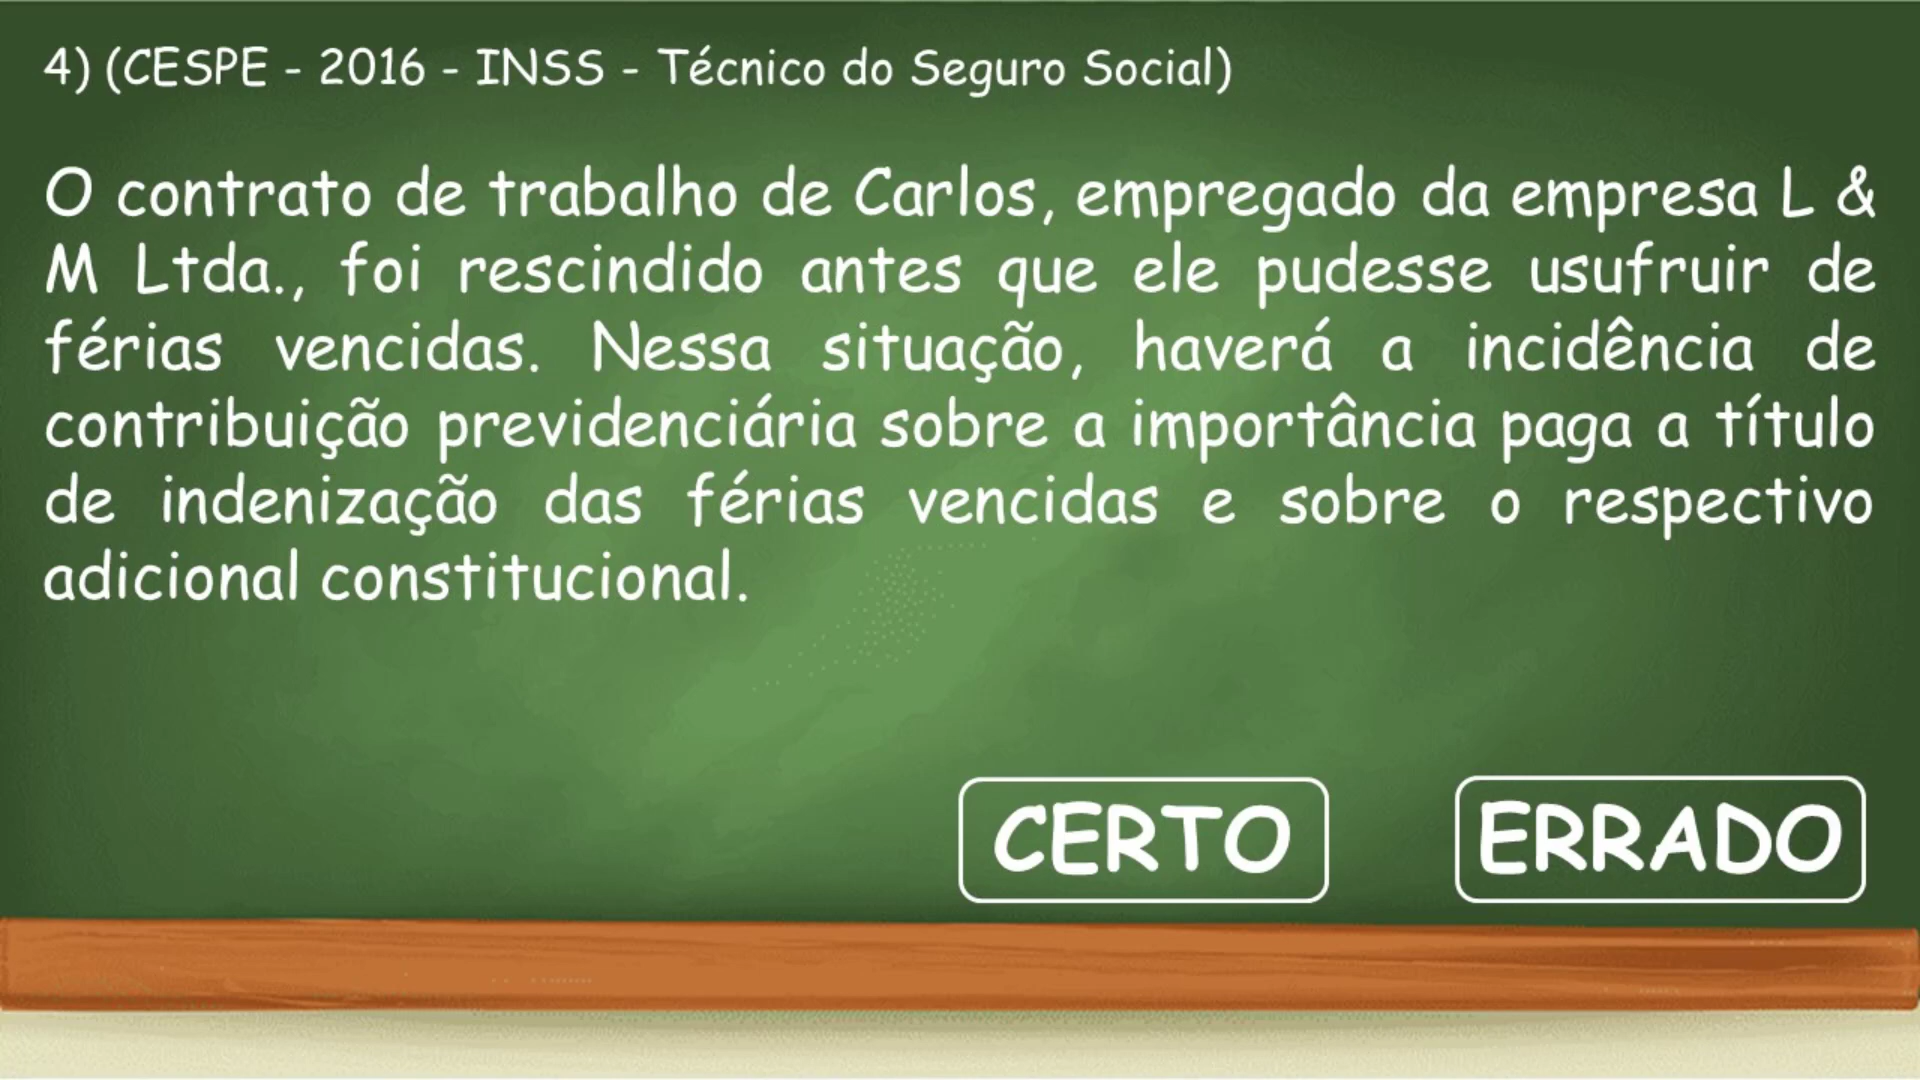 4) (CESPE - 2016 - INSS - Técnico do Seguro Social)
O contrato de trabalho de Carlos, empregado da empresa L &
M Ltda., foi rescindido antes que ele pudesse usufruir de
férias vencidas. Nessa situação, haverá a incidência de
contribuição previdenciária sobre a importância paga a título
de indenização das férias vencidas e sobre o respectivo
adicional constitucional.
CERTO ERRADO